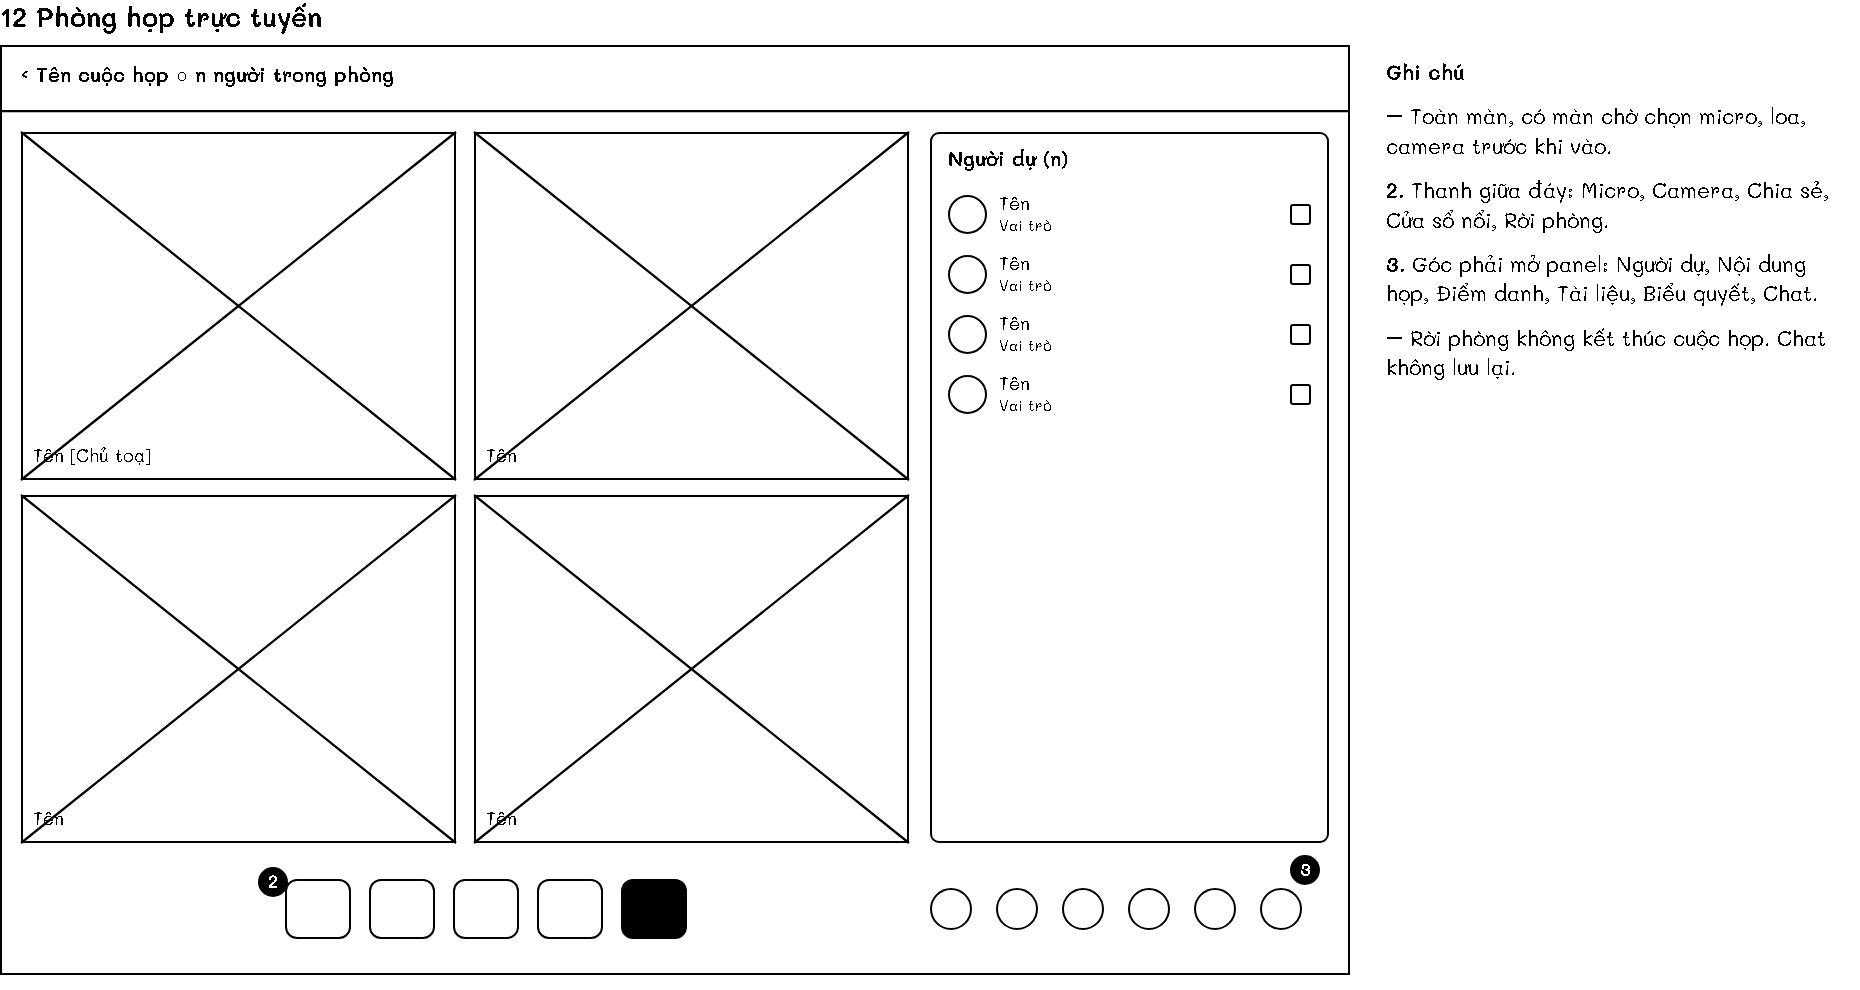 12 Phòng họp trực tuyến
< Tên cuộc họp ○ n người trong phòng
Tên [Chủ toạ]
Tên
Tên
Tên
Người dự (n)
Tên
Vai trò
Tên
Vai trò
Tên
Vai trò
Tên
Vai trò
2
3
Ghi chú
— Toàn màn, có màn chờ chọn micro, loa,
camera trước khi vào.
2. Thanh giữa đáy: Micro, Camera, Chia sẻ,
Cửa sổ nổi, Rời phòng.
3. Góc phải mở panel: Người dự, Nội dung
họp, Điểm danh, Tài liệu, Biểu quyết, Chat.
— Rời phòng không kết thúc cuộc họp. Chat
không lưu lại.